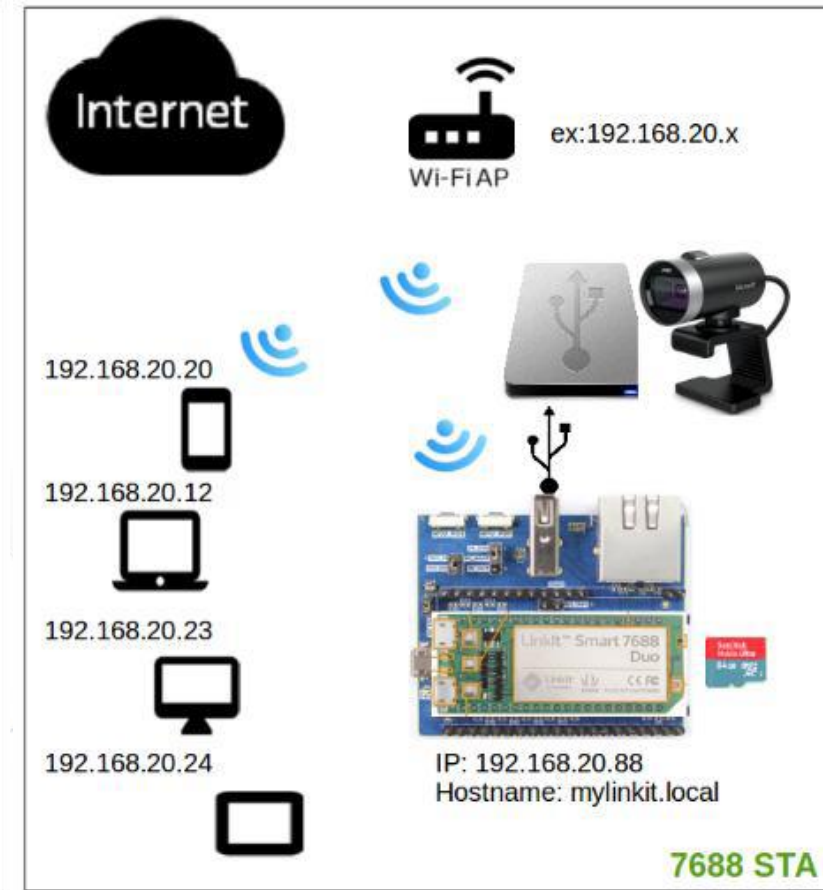 Internet
ex:192.168.20.x
Wi-Fi AP
192.168.20.20
192.168.20.12
192.168.20.23
192.168.20.24
LinkIt™ Smart 7688
Duo
IP: 192.168.20.88
Hostname: mylinkit.local
7688 STA